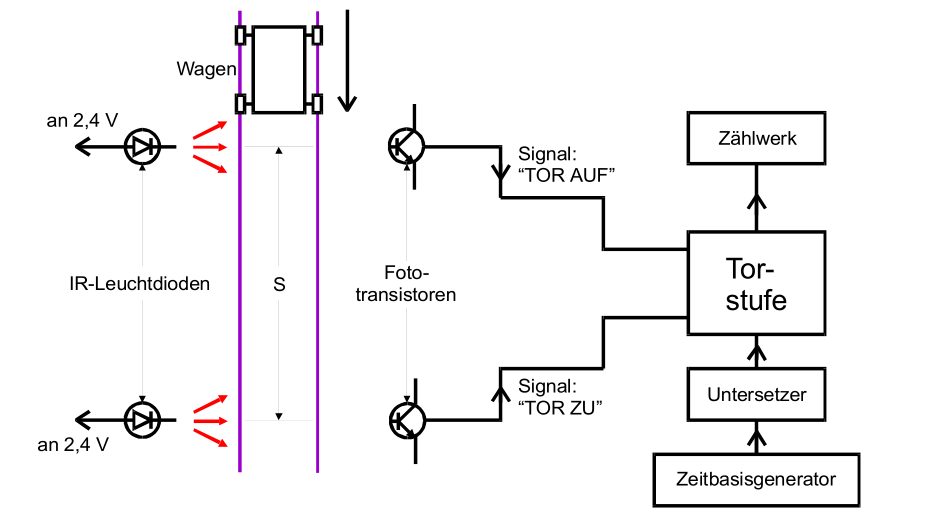 Wagen
an 2,4 V
Zählwerk
Signal:
“TOR AUF”
IR-Leuchtdioden
S
Foto-
transistoren
Tor-
stufe
Signal:
“TOR ZU”
Untersetzer
an 2,4 V
Zeitbasisgenerator